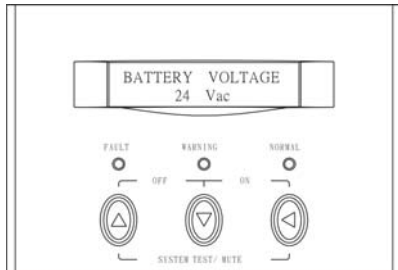 BATTERY VOLTAGE
24 Vac
FAULT WARNING NORMAL
OFF ON
SYSTEM TEST/ MUTE